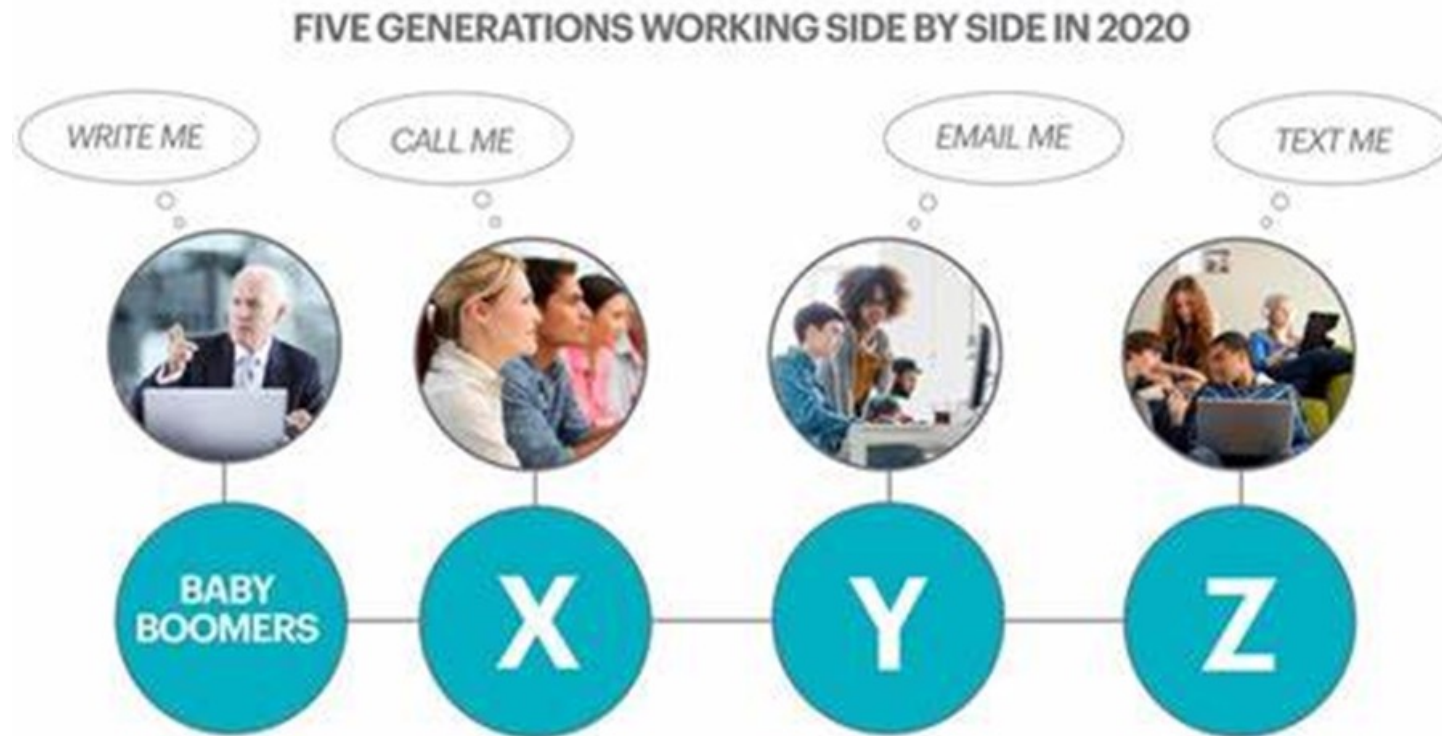 FIVE GENERATIONS WORKING SIDE BY SIDE IN 2020
WRITE ME
CALL ME
EMAIL ME
TEXT ME
BABY
BOOMERS
X
Y
Z